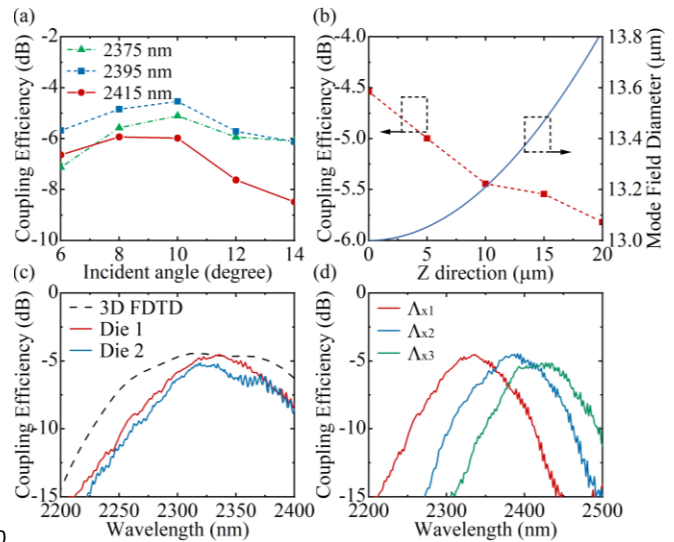 (a)
-2
-4
-6
-8
-10
Coupling Efficiency (dB)
2375 nm
2395 nm
2415 nm
6 8 10 12 14
Incident angle (degree)
(b)
-4.0
-4.5
-5.0
-5.5
-6.0
Coupling Efficiency (dB)
13.8
13.6
13.4
13.2
13.0
Mode Field Diameter (μm)
0 5 10 15 20
Z direction (μm)
(c)
0
-5
-10
-15
Coupling Efficiency (dB)
3D FDTD
Die 1
Die 2
2200 2250 2300 2350 2400
Wavelength (nm)
(d)
0
-5
-10
-15
Coupling Efficiency (dB)
Λx1
Λx2
Λx3
2200 2300 2400 2500
Wavelength (nm)